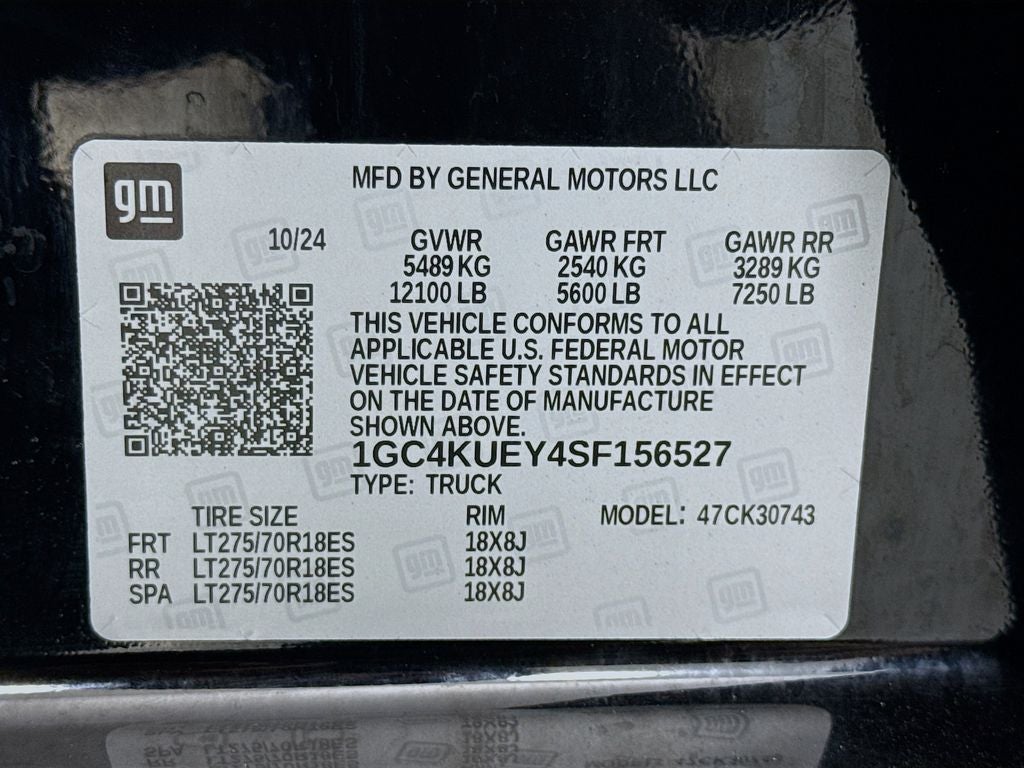 gm
MFD BY GENERAL MOTORS LLC
10/24 GVWR GAWR FRT GAWR RR
5489 KG 2540 KG 3289 KG
12100 LB 5600 LB 7250 LB
THIS VEHICLE CONFORMS TO ALL
APPLICABLE U.S. FEDERAL MOTOR
VEHICLE SAFETY STANDARDS IN EFFECT
ON THE DATE OF MANUFACTURE
SHOWN ABOVE.
1GC4KUEY4SF156527
TYPE: TRUCK
TIRE SIZE RIM MODEL: 47CK30743
FRT LT275/70R18ES 18X8J
RR LT275/70R18ES 18X8J
SPA LT275/70R18ES 18X8J